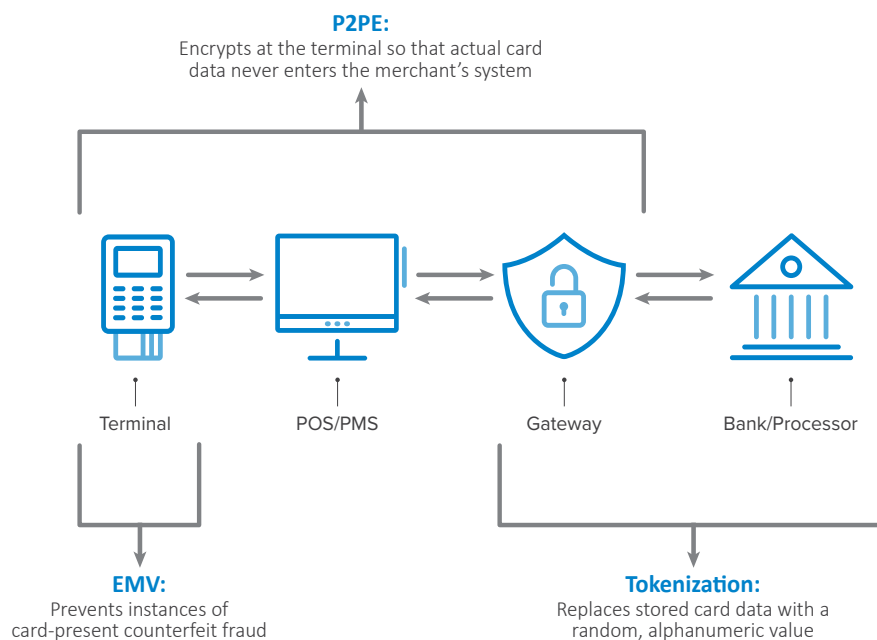 P2PE:
Encrypts at the terminal so that actual card
data never enters the merchant's system
Terminal
POS/PMS
Gateway
Bank/Processor
EMV:
Prevents instances of
card-present counterfeit fraud
Tokenization:
Replaces stored card data with a
random, alphanumeric value